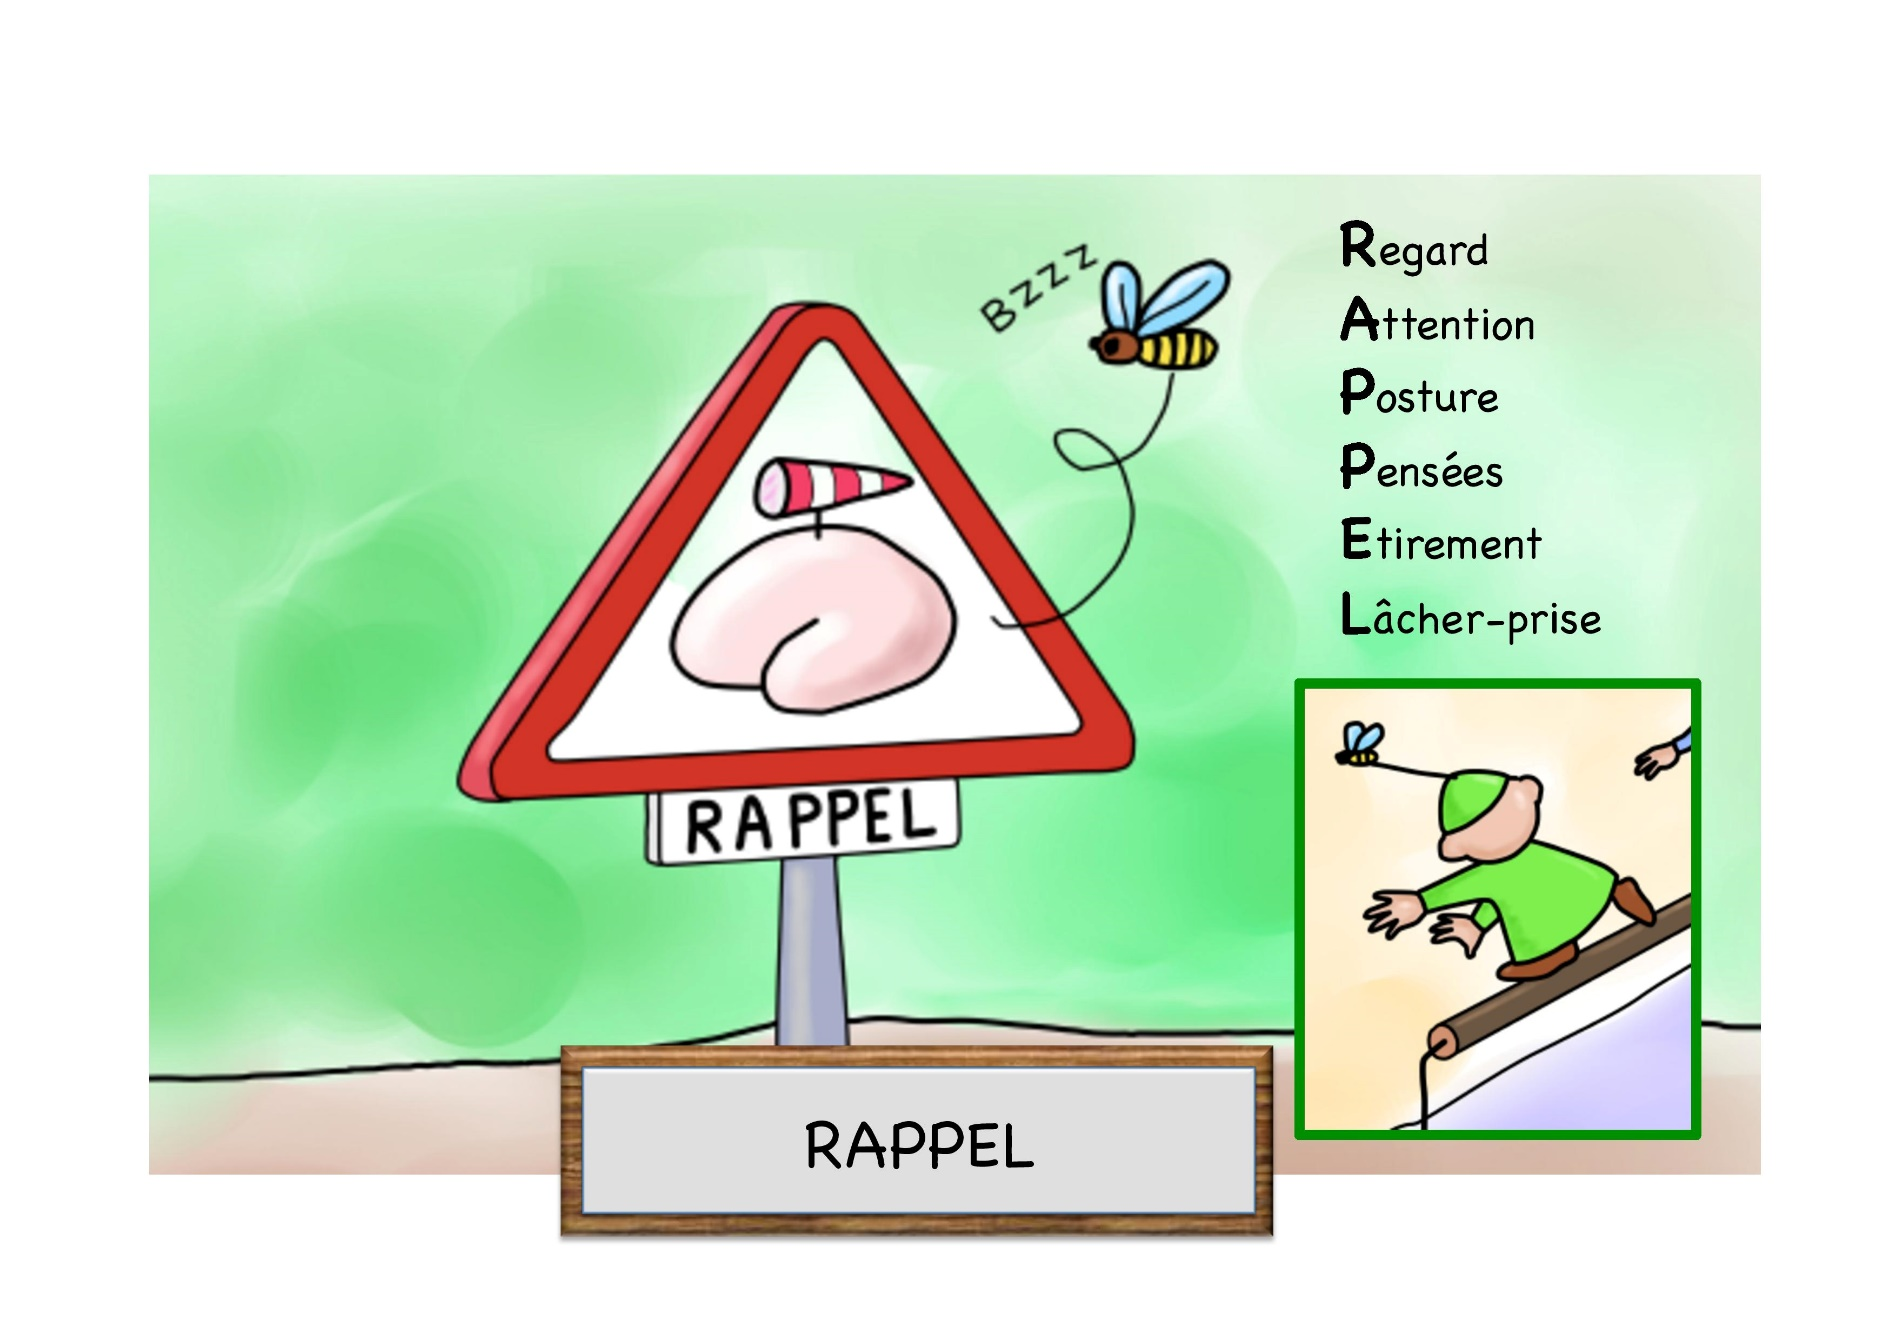 Bzzz
Regard
Attention
Posture
Pensées
Etirement
Lâcher-prise
RAPPEL
RAPPEL